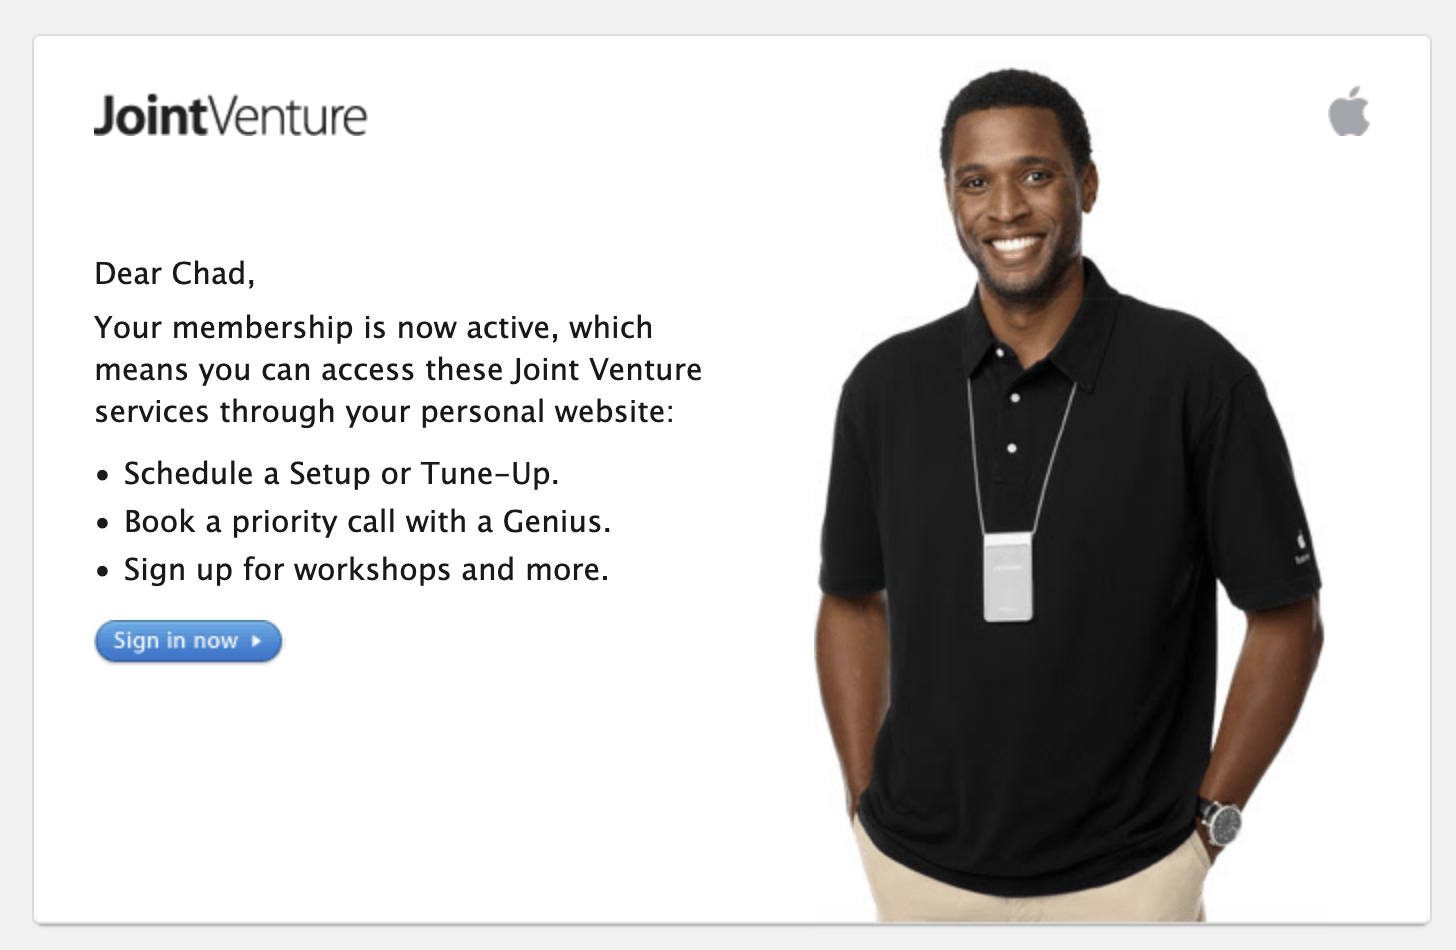 JointVenture
Dear Chad,
Your membership is now active, which
means you can access these Joint Venture
services through your personal website:
• Schedule a Setup or Tune-Up.
• Book a priority call with a Genius.
• Sign up for workshops and more.
Sign in now